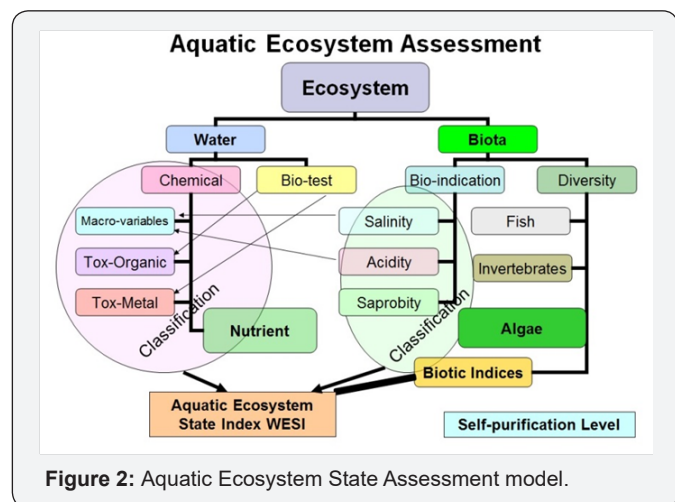 Aquatic Ecosystem Assessment
Ecosystem
Water
Biota
Chemical
Bio-test
Bio-indication
Diversity
Macro-variables
Salinity
Fish
Tox-Organic
Acidity
Invertebrates
Tox-Metal
Saprobity
Classification
Classification
Nutrient
Algae
Biotic Indices
Aquatic Ecosystem
State Index WESI
Self-purification Level
Figure 2: Aquatic Ecosystem State Assessment model.